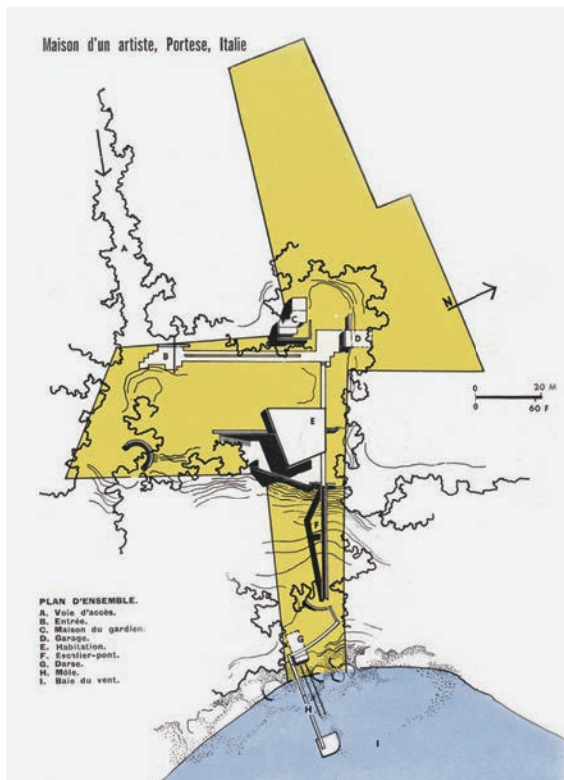 Maison d'un artiste, Portese, Italie
A
N
C
D
B
0 20 M
0 60 F
E
F
PLAN D'ENSEMBLE.
A. Voie d'accès.
B. Entrée.
C. Maison du gardien.
D. Garage.
E. Habitation.
F. Escalier-pont.
G. Darse.
H. Môle.
I. Baie du vent.
G
H
I